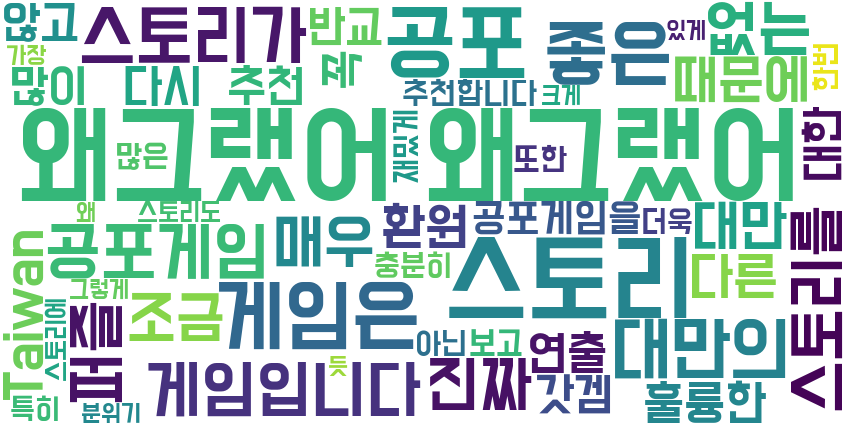 않고
스토리가
반교
공포
좋은
있게
없는
가장
많이
다시
추천
꼭
추천합니다
크게
때문에
한번
왜그랬어 왜그랬어
많은
재밌게
또한
대한
왜
스토리도
매우
환원
공포게임을
더욱
대만
스토리를
Taiwan
공포게임
충분히
스토리
다른
그렇게
스토리에
퍼즐
조금
게임은
아닌
보고
연출
대만의
듯
특히
분위기
게임입니다
진짜
갓겜
훌륭한